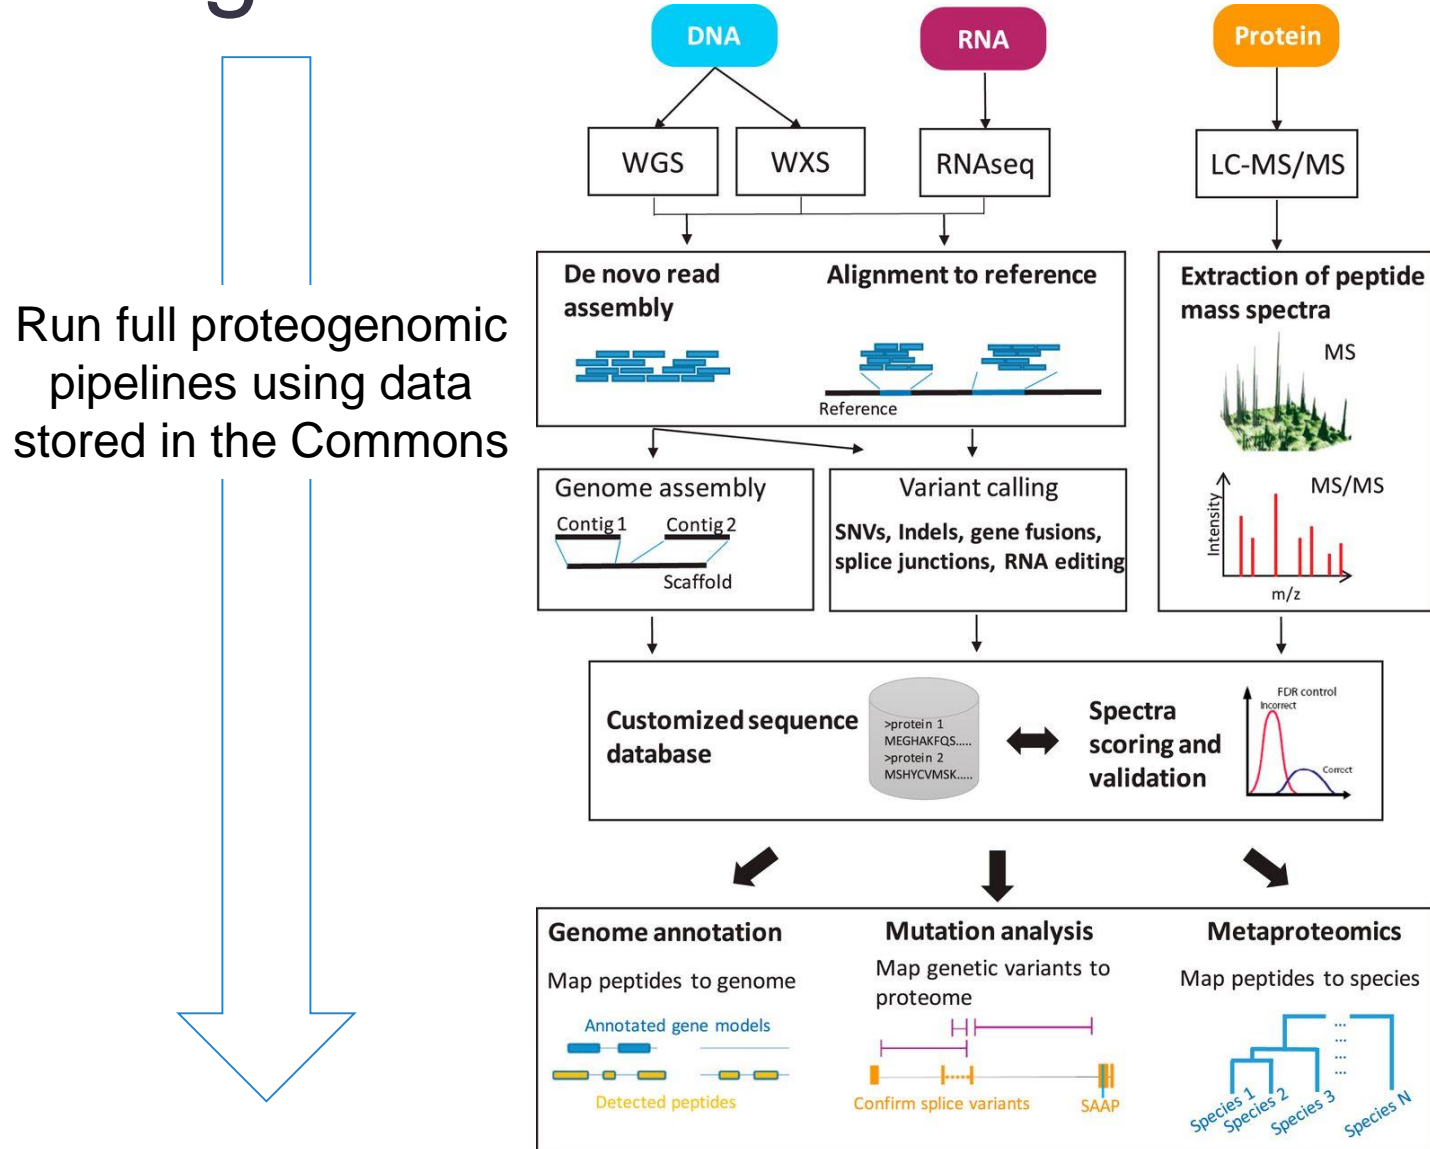 Run full proteogenomic
pipelines using data
stored in the Commons
DNA
RNA
Protein
WGS
WXS
RNAseq
LC-MS/MS
De novo read
assembly
Alignment to reference
Reference
Extraction of peptide
mass spectra
MS
MS/MS
Intensity
m/z
Genome assembly
Contig 1
Contig 2
Scaffold
Variant calling
SNVs, Indels, gene fusions,
splice junctions, RNA editing
Customized sequence
database
>protein 1
MEGHAKFQS.....
>protein 2
MSHYCVMSK.....
Spectra
scoring and
validation
FDR control
Incorrect
Correct
Genome annotation
Map peptides to genome
Annotated gene models
Detected peptides
Mutation analysis
Map genetic variants to
proteome
Confirm splice variants
SAAP
Metaproteomics
Map peptides to species
...
...
...
...
Species 1
Species 2
Species 3
Species N